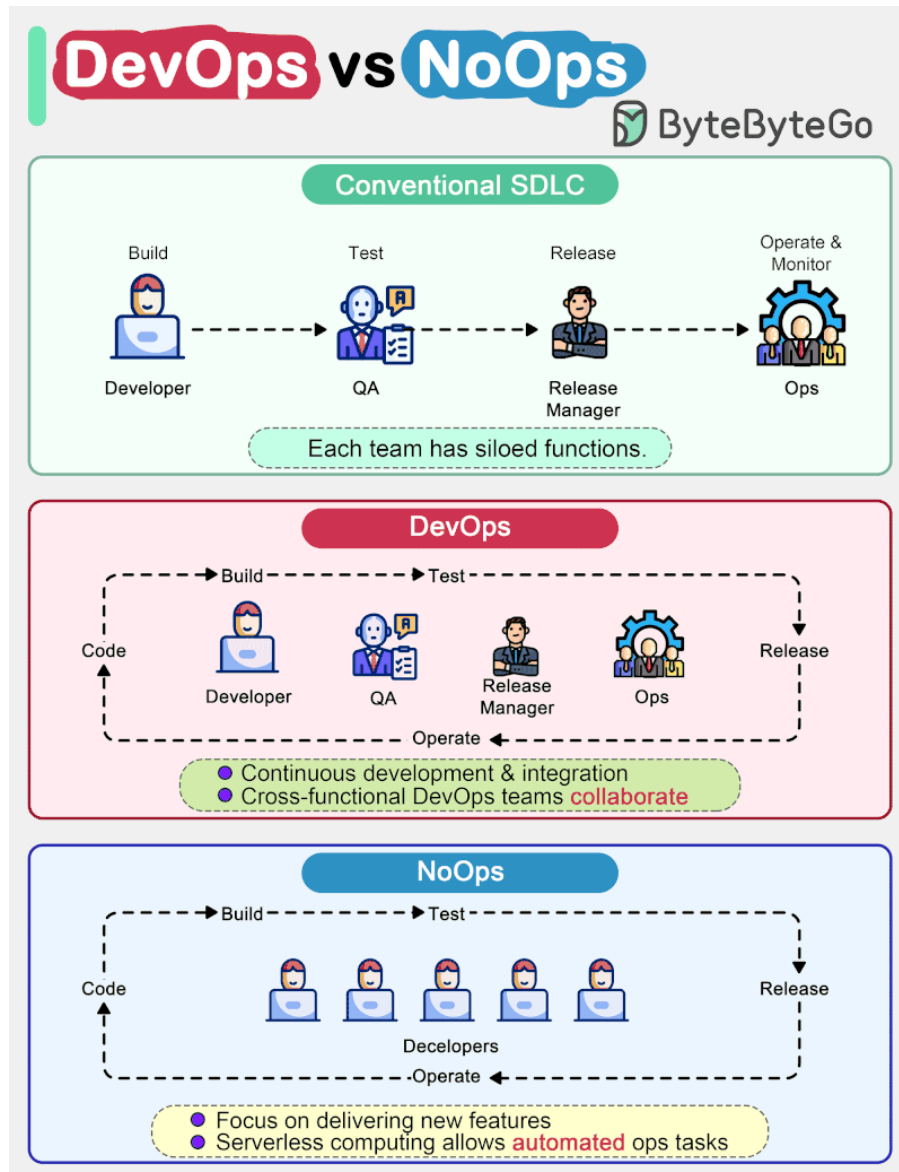 DevOps vs NoOps
ByteByteGo
Conventional SDLC
Build
Test
Release
Operate &
Monitor
A
Developer
QA
Release
Manager
Ops
Each team has siloed functions.
DevOps
Build
Test
A
Code
Release
Developer
QA
Release
Manager
Ops
Operate
Continuous development & integration
Cross-functional DevOps teams collaborate
NoOps
Build
Test
Code
Release
Decelopers
Operate
Focus on delivering new features
Serverless computing allows automated ops tasks